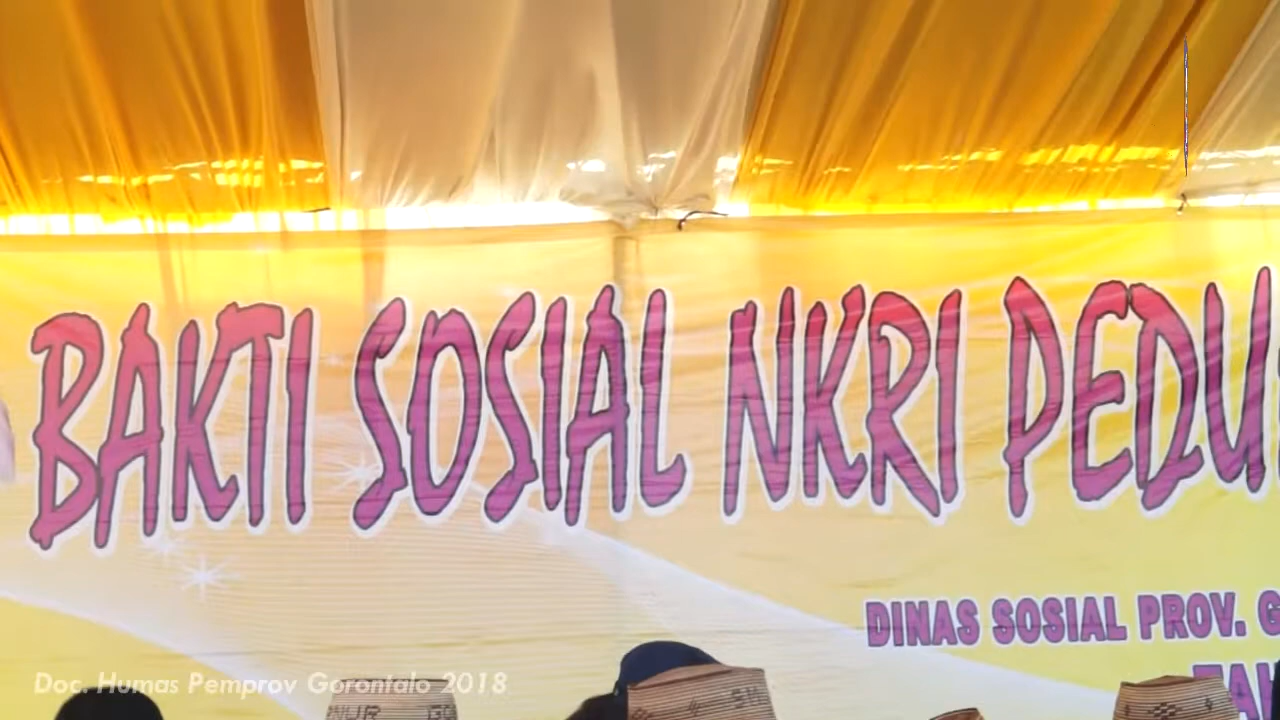 BAKTI SOSIAL NKRI PEDU
DINAS SOSIAL PROV. G
Doc. Humas Pemprov Gorontalo 2018